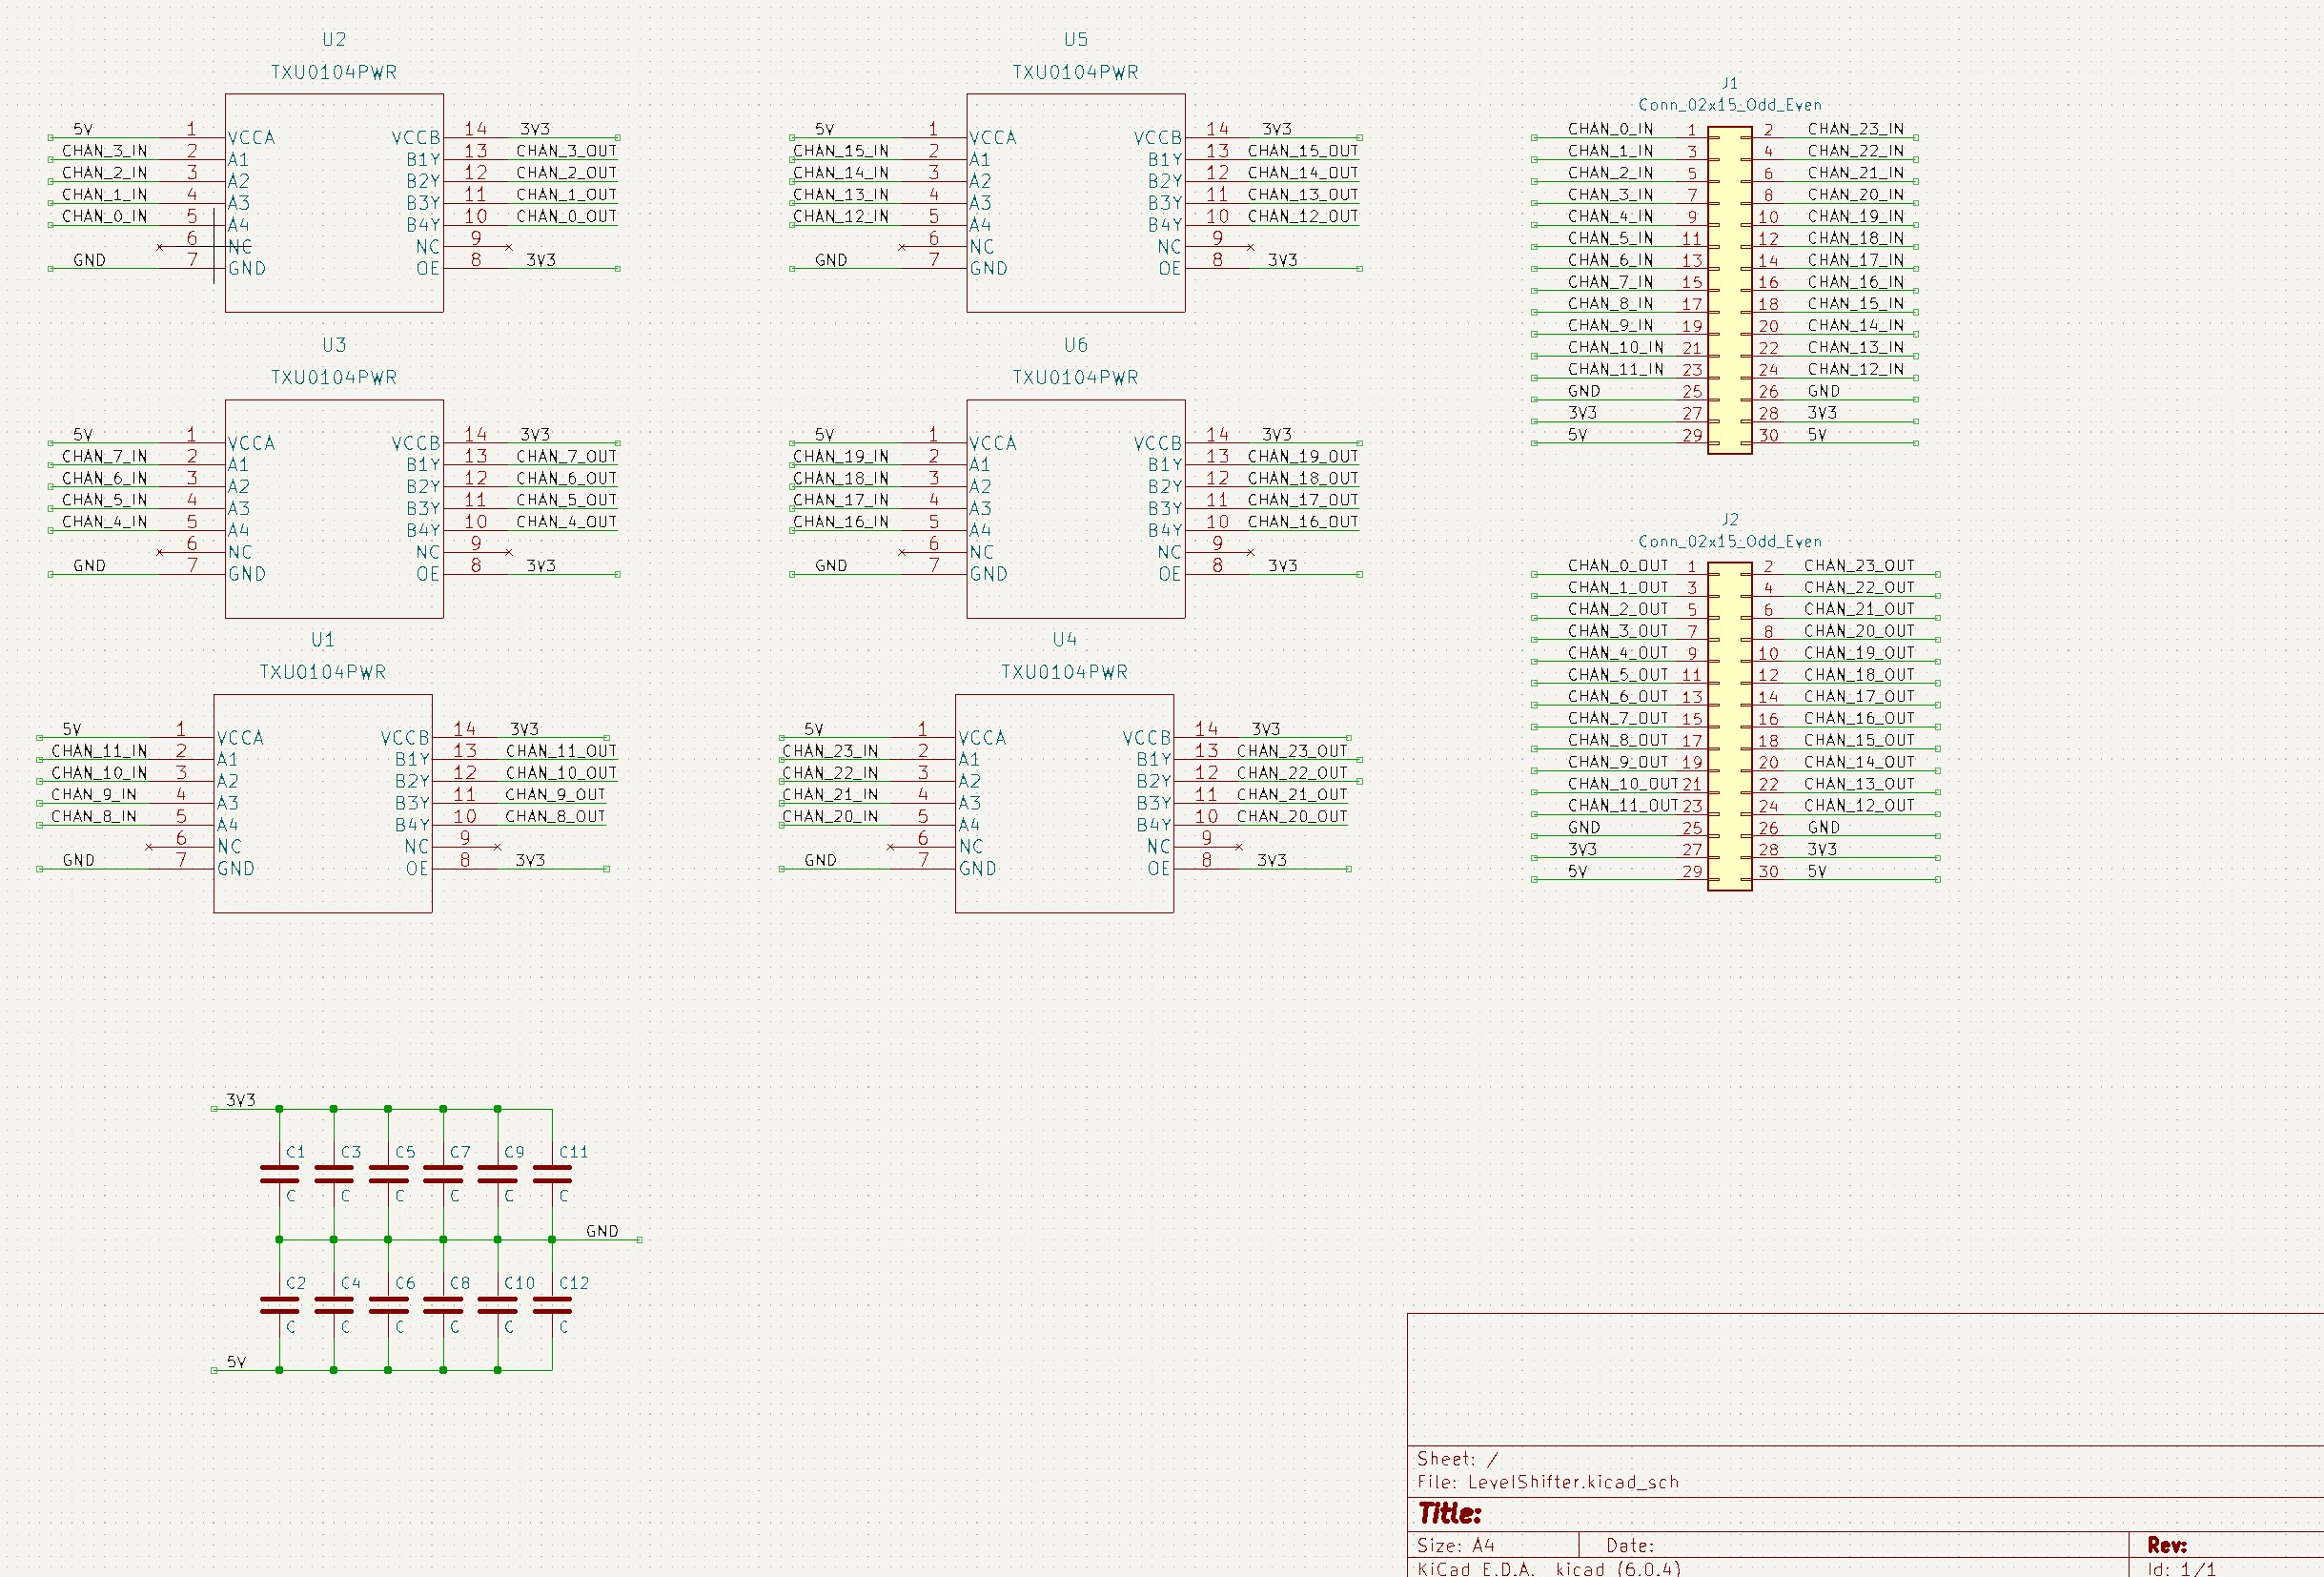 U2
TXU0104PWR
5V 1 VCCA VCCB 14 3V3
CHAN_3_IN 2 A1 B1Y 13 CHAN_3_OUT
CHAN_2_IN 3 A2 B2Y 12 CHAN_2_OUT
CHAN_1_IN 4 A3 B3Y 11 CHAN_1_OUT
CHAN_0_IN 5 A4 B4Y 10 CHAN_0_OUT
6 NC NC 9
GND 7 GND OE 8 3V3
U3
TXU0104PWR
5V 1 VCCA VCCB 14 3V3
CHAN_7_IN 2 A1 B1Y 13 CHAN_7_OUT
CHAN_6_IN 3 A2 B2Y 12 CHAN_6_OUT
CHAN_5_IN 4 A3 B3Y 11 CHAN_5_OUT
CHAN_4_IN 5 A4 B4Y 10 CHAN_4_OUT
6 NC NC 9
GND 7 GND OE 8 3V3
U1
TXU0104PWR
5V 1 VCCA VCCB 14 3V3
CHAN_11_IN 2 A1 B1Y 13 CHAN_11_OUT
CHAN_10_IN 3 A2 B2Y 12 CHAN_10_OUT
CHAN_9_IN 4 A3 B3Y 11 CHAN_9_OUT
CHAN_8_IN 5 A4 B4Y 10 CHAN_8_OUT
6 NC NC 9
GND 7 GND OE 8 3V3
U5
TXU0104PWR
5V 1 VCCA VCCB 14 3V3
CHAN_15_IN 2 A1 B1Y 13 CHAN_15_OUT
CHAN_14_IN 3 A2 B2Y 12 CHAN_14_OUT
CHAN_13_IN 4 A3 B3Y 11 CHAN_13_OUT
CHAN_12_IN 5 A4 B4Y 10 CHAN_12_OUT
6 NC NC 9
GND 7 GND OE 8 3V3
U6
TXU0104PWR
5V 1 VCCA VCCB 14 3V3
CHAN_19_IN 2 A1 B1Y 13 CHAN_19_OUT
CHAN_18_IN 3 A2 B2Y 12 CHAN_18_OUT
CHAN_17_IN 4 A3 B3Y 11 CHAN_17_OUT
CHAN_16_IN 5 A4 B4Y 10 CHAN_16_OUT
6 NC NC 9
GND 7 GND OE 8 3V3
U4
TXU0104PWR
5V 1 VCCA VCCB 14 3V3
CHAN_23_IN 2 A1 B1Y 13 CHAN_23_OUT
CHAN_22_IN 3 A2 B2Y 12 CHAN_22_OUT
CHAN_21_IN 4 A3 B3Y 11 CHAN_21_OUT
CHAN_20_IN 5 A4 B4Y 10 CHAN_20_OUT
6 NC NC 9
GND 7 GND OE 8 3V3
J1
Conn_02x15_Odd_Even
CHAN_0_IN 1 2 CHAN_23_IN
CHAN_1_IN 3 4 CHAN_22_IN
CHAN_2_IN 5 6 CHAN_21_IN
CHAN_3_IN 7 8 CHAN_20_IN
CHAN_4_IN 9 10 CHAN_19_IN
CHAN_5_IN 11 12 CHAN_18_IN
CHAN_6_IN 13 14 CHAN_17_IN
CHAN_7_IN 15 16 CHAN_16_IN
CHAN_8_IN 17 18 CHAN_15_IN
CHAN_9_IN 19 20 CHAN_14_IN
CHAN_10_IN 21 22 CHAN_13_IN
CHAN_11_IN 23 24 CHAN_12_IN
GND 25 26 GND
3V3 27 28 3V3
5V 29 30 5V
J2
Conn_02x15_Odd_Even
CHAN_0_OUT 1 2 CHAN_23_OUT
CHAN_1_OUT 3 4 CHAN_22_OUT
CHAN_2_OUT 5 6 CHAN_21_OUT
CHAN_3_OUT 7 8 CHAN_20_OUT
CHAN_4_OUT 9 10 CHAN_19_OUT
CHAN_5_OUT 11 12 CHAN_18_OUT
CHAN_6_OUT 13 14 CHAN_17_OUT
CHAN_7_OUT 15 16 CHAN_16_OUT
CHAN_8_OUT 17 18 CHAN_15_OUT
CHAN_9_OUT 19 20 CHAN_14_OUT
CHAN_10_OUT 21 22 CHAN_13_OUT
CHAN_11_OUT 23 24 CHAN_12_OUT
GND 25 26 GND
3V3 27 28 3V3
5V 29 30 5V
3V3
C1 C3 C5 C7 C9 C11
C C C C C C
GND
C2 C4 C6 C8 C10 C12
C C C C C C
5V
Sheet: /
File: LevelShifter.kicad_sch
Title:
Size: A4 Date: Rev:
KiCad E.D.A. kicad (6.0.4) Id: 1/1